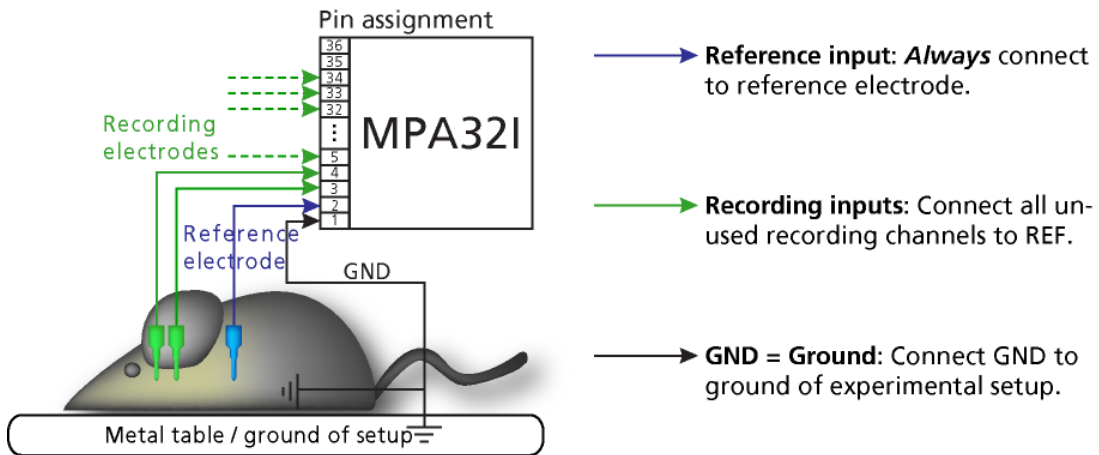 Pin assignment
36
35
34
33
32
⋮
5
4
3
2
1
MPA32I
Recording
electrodes
Reference
electrode
GND
Metal table / ground of setup
Reference input: Always connect
to reference electrode.
Recording inputs: Connect all un-
used recording channels to REF.
GND = Ground: Connect GND to
ground of experimental setup.